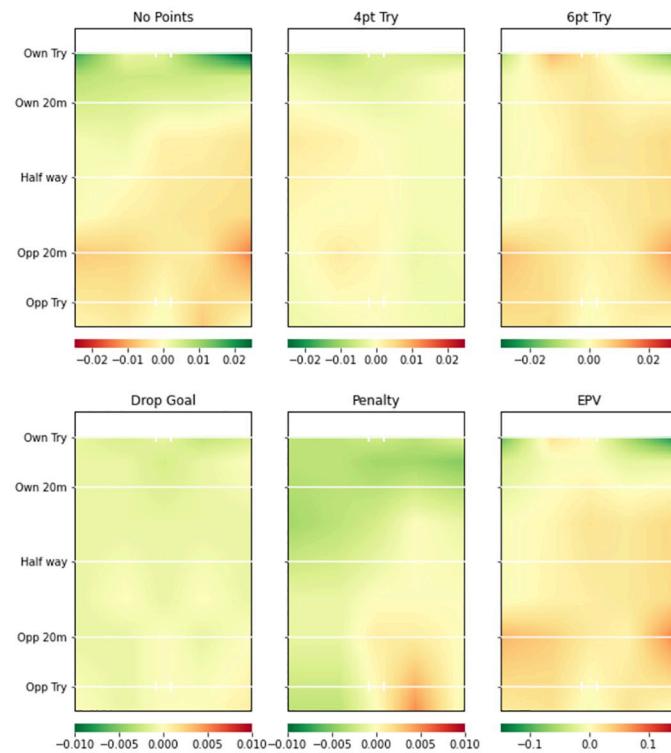 No Points 4pt Try 6pt Try
Own Try
Own 20m
Half way
Opp 20m
Opp Try
−0.02 −0.01 0.00 0.01 0.02 −0.02 −0.01 0.00 0.01 0.02 −0.02 0.00 0.02
Drop Goal Penalty EPV
Own Try
Own 20m
Half way
Opp 20m
Opp Try
−0.010 −0.005 0.000 0.005 0.010 −0.010 −0.005 0.000 0.005 0.010 −0.1 0.0 0.1